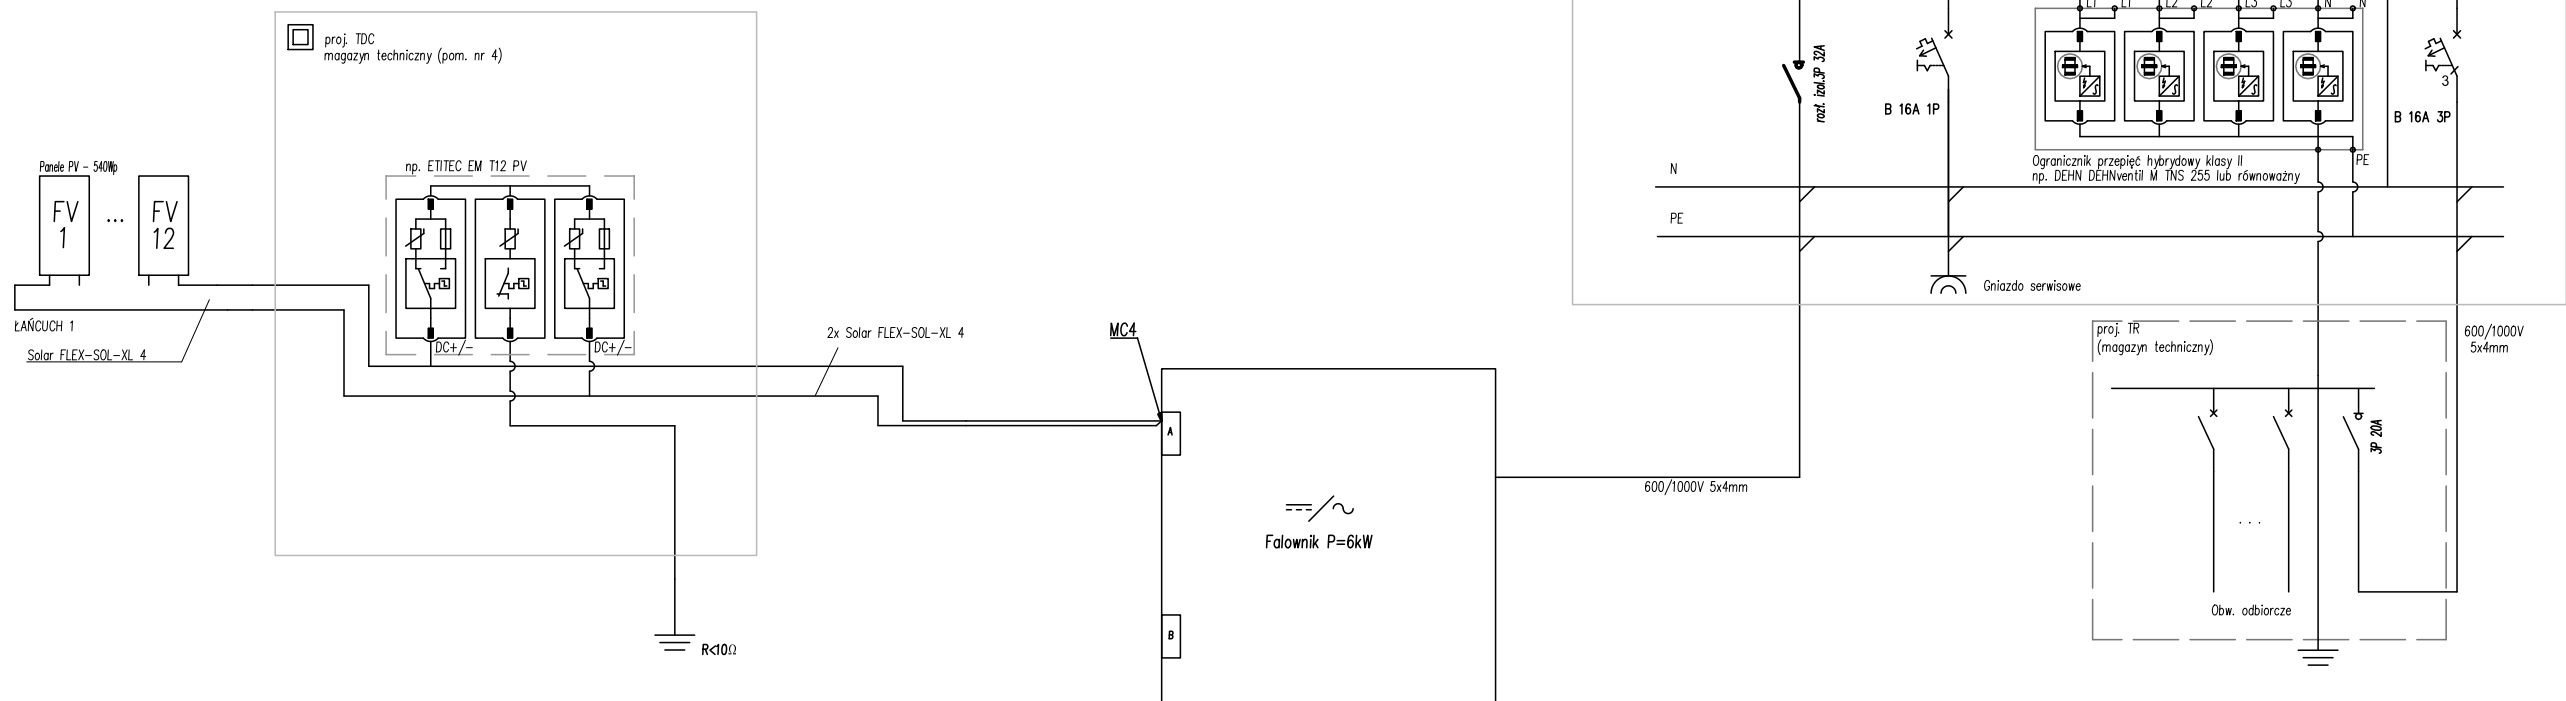 proj. TDC
magazyn techniczny (pom. nr 4)
Panele PV - 540Wp
FV
1
...
FV
12
ŁAŃCUCH 1
Solar FLEX-SOL-XL 4
np. ETITEC EM T12 PV
DC+/-
DC+/-
R<10Ω
2x Solar FLEX-SOL-XL 4
MC4
A
B
Falownik P=6kW
600/1000V 5x4mm
rozł. izol.3P 32A
B 16A 1P
N
PE
Gniazdo serwisowe
L1
L1
L2
L2
L3
L3
N
N
PE
Ogranicznik przepięć hybrydowy klasy II
np. DEHN DEHNventil M TNS 255 lub równoważny
3
B 16A 3P
600/1000V
5x4mm
proj. TR
(magazyn techniczny)
3P 20A
. . .
Obw. odbiorcze